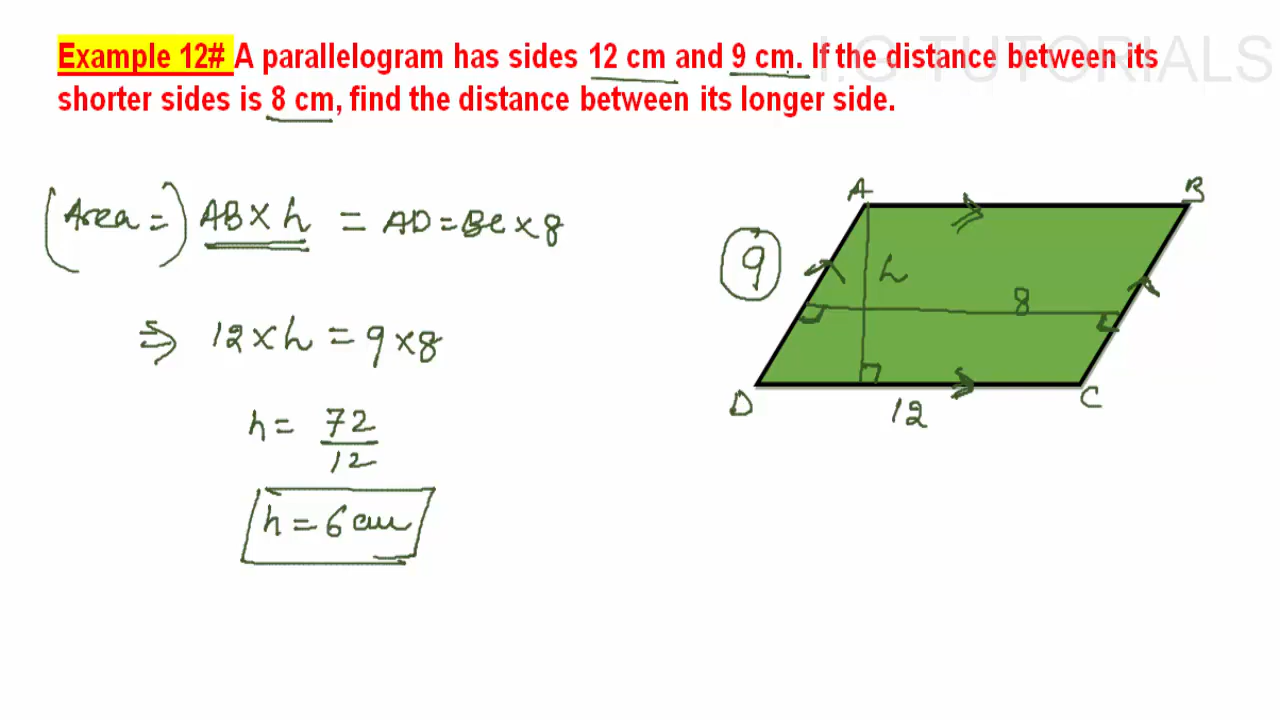 Example 12# A parallelogram has sides 12 cm and 9 cm. If the distance between its
shorter sides is 8 cm, find the distance between its longer side.
I.G TUTORIALS
(Area =) AB × h = AD = BC × 8
⇒ 12 × h = 9 × 8
h = 72
12
h = 6 cm
A
B
9
h
8
D
12
C